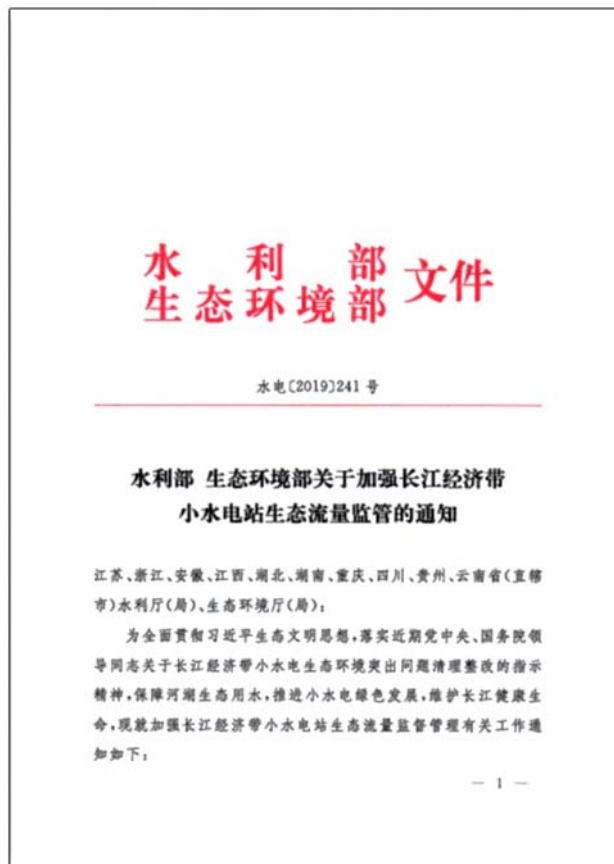 水利部
生态环境部 文件
水电〔2019〕241号
水利部 生态环境部关于加强长江经济带
小水电站生态流量监管的通知
江苏、浙江、安徽、江西、湖北、湖南、重庆、四川、贵州、云南省(直辖
市)水利厅(局)、生态环境厅(局):
为全面贯彻习近平生态文明思想,落实近期党中央、国务院领
导同志关于长江经济带小水电生态环境突出问题清理整改的指示
精神,保障河湖生态用水,推进小水电绿色发展,维护长江健康生
命,现就加强长江经济带小水电站生态流量监督管理有关工作通
知如下:
— 1 —